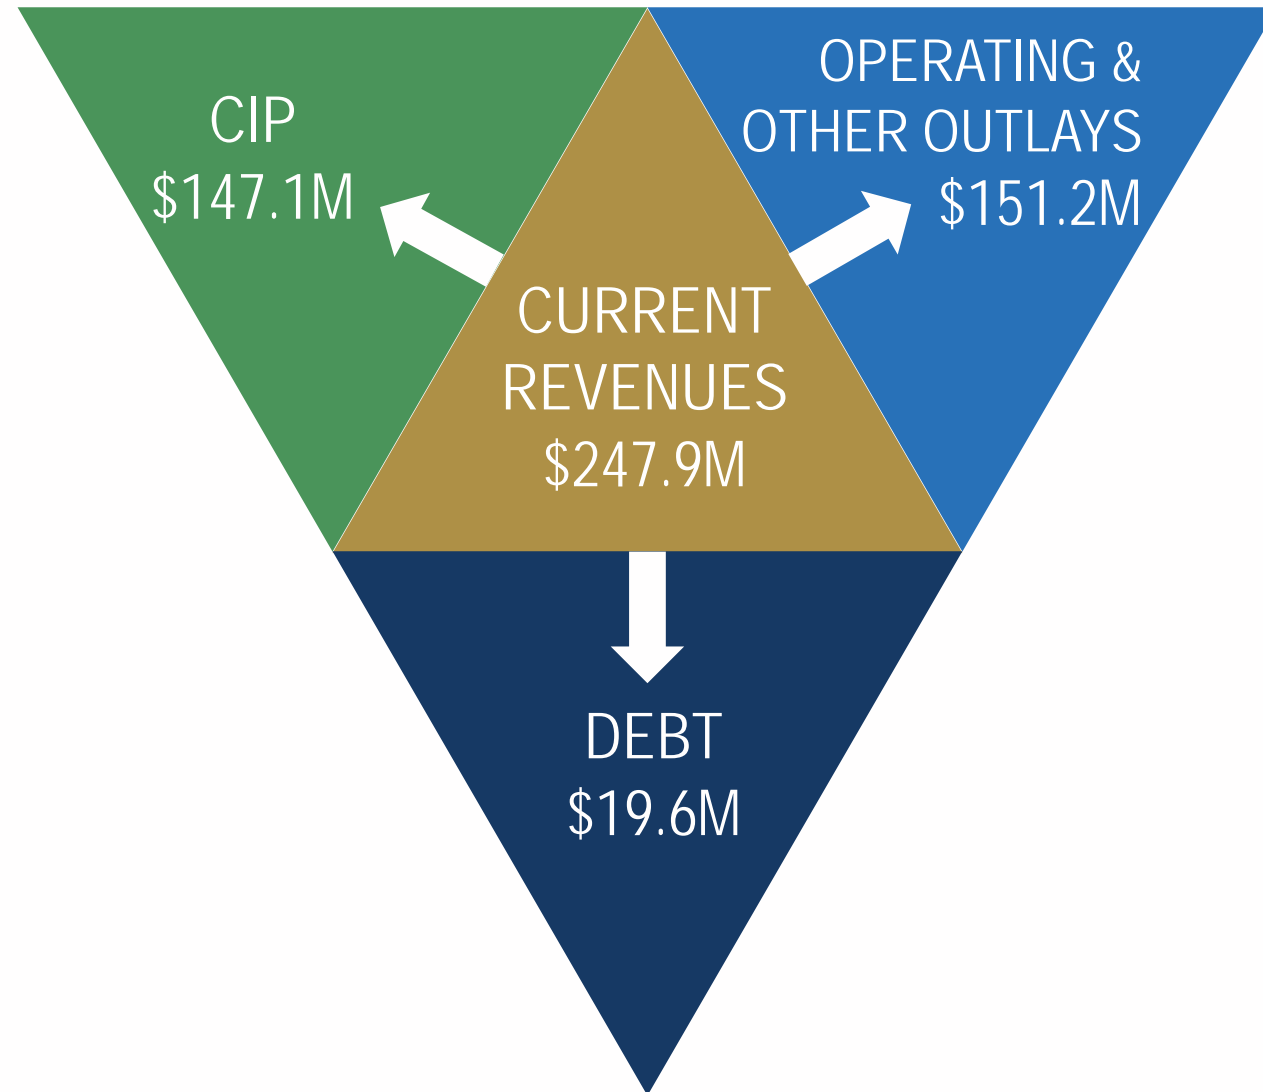 CIP
$147.1M
OPERATING &
OTHER OUTLAYS
$151.2M
CURRENT
REVENUES
$247.9M
DEBT
$19.6M